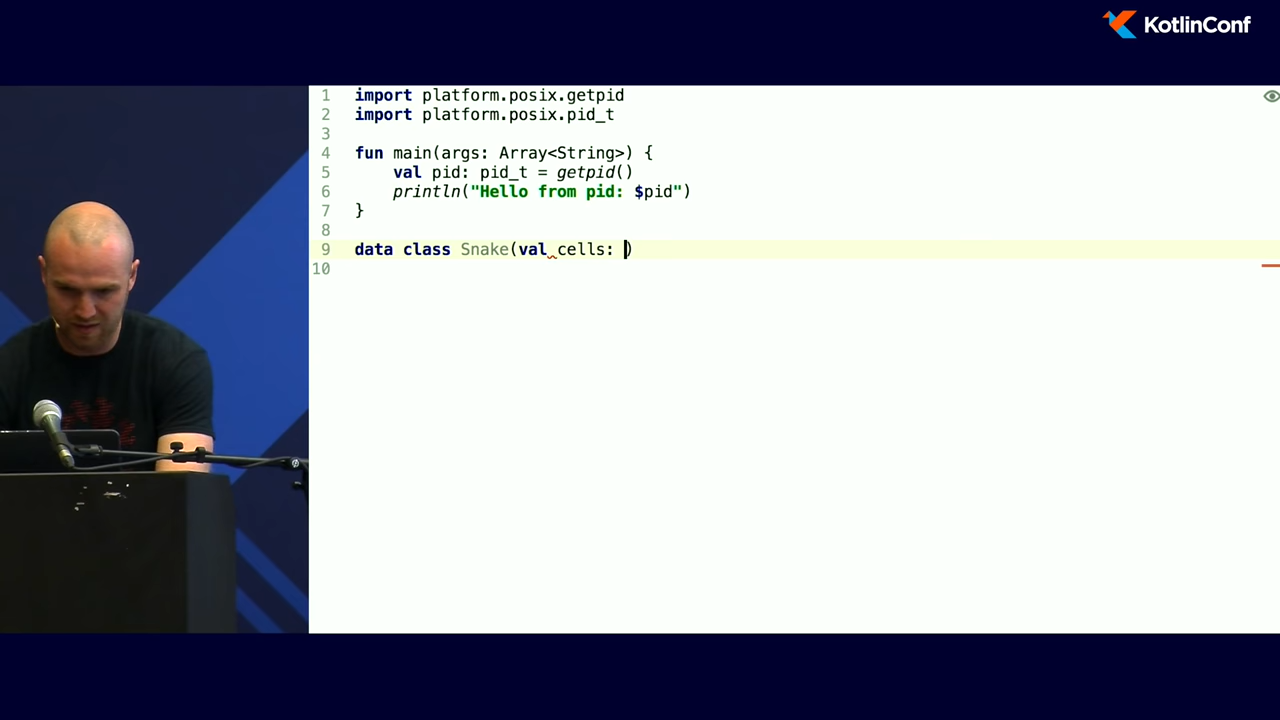 KotlinConf
1 import platform.posix.getpid
2 import platform.posix.pid_t
3
4 fun main(args: Array<String>) {
5     val pid: pid_t = getpid()
6     println("Hello from pid: $pid")
7 }
8
9 data class Snake(val cells: )
10